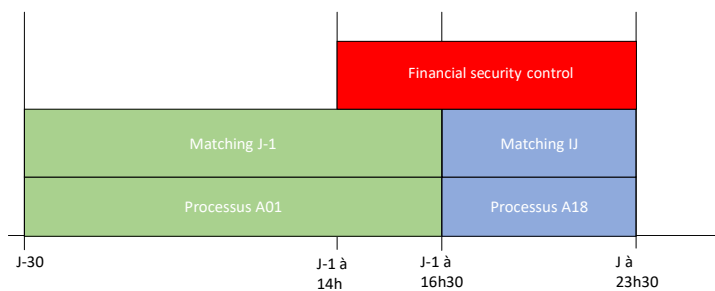 Financial security control
Matching J-1
Matching IJ
Processus A01
Processus A18
J-30
J-1 à
14h
J-1 à
16h30
J à
23h30